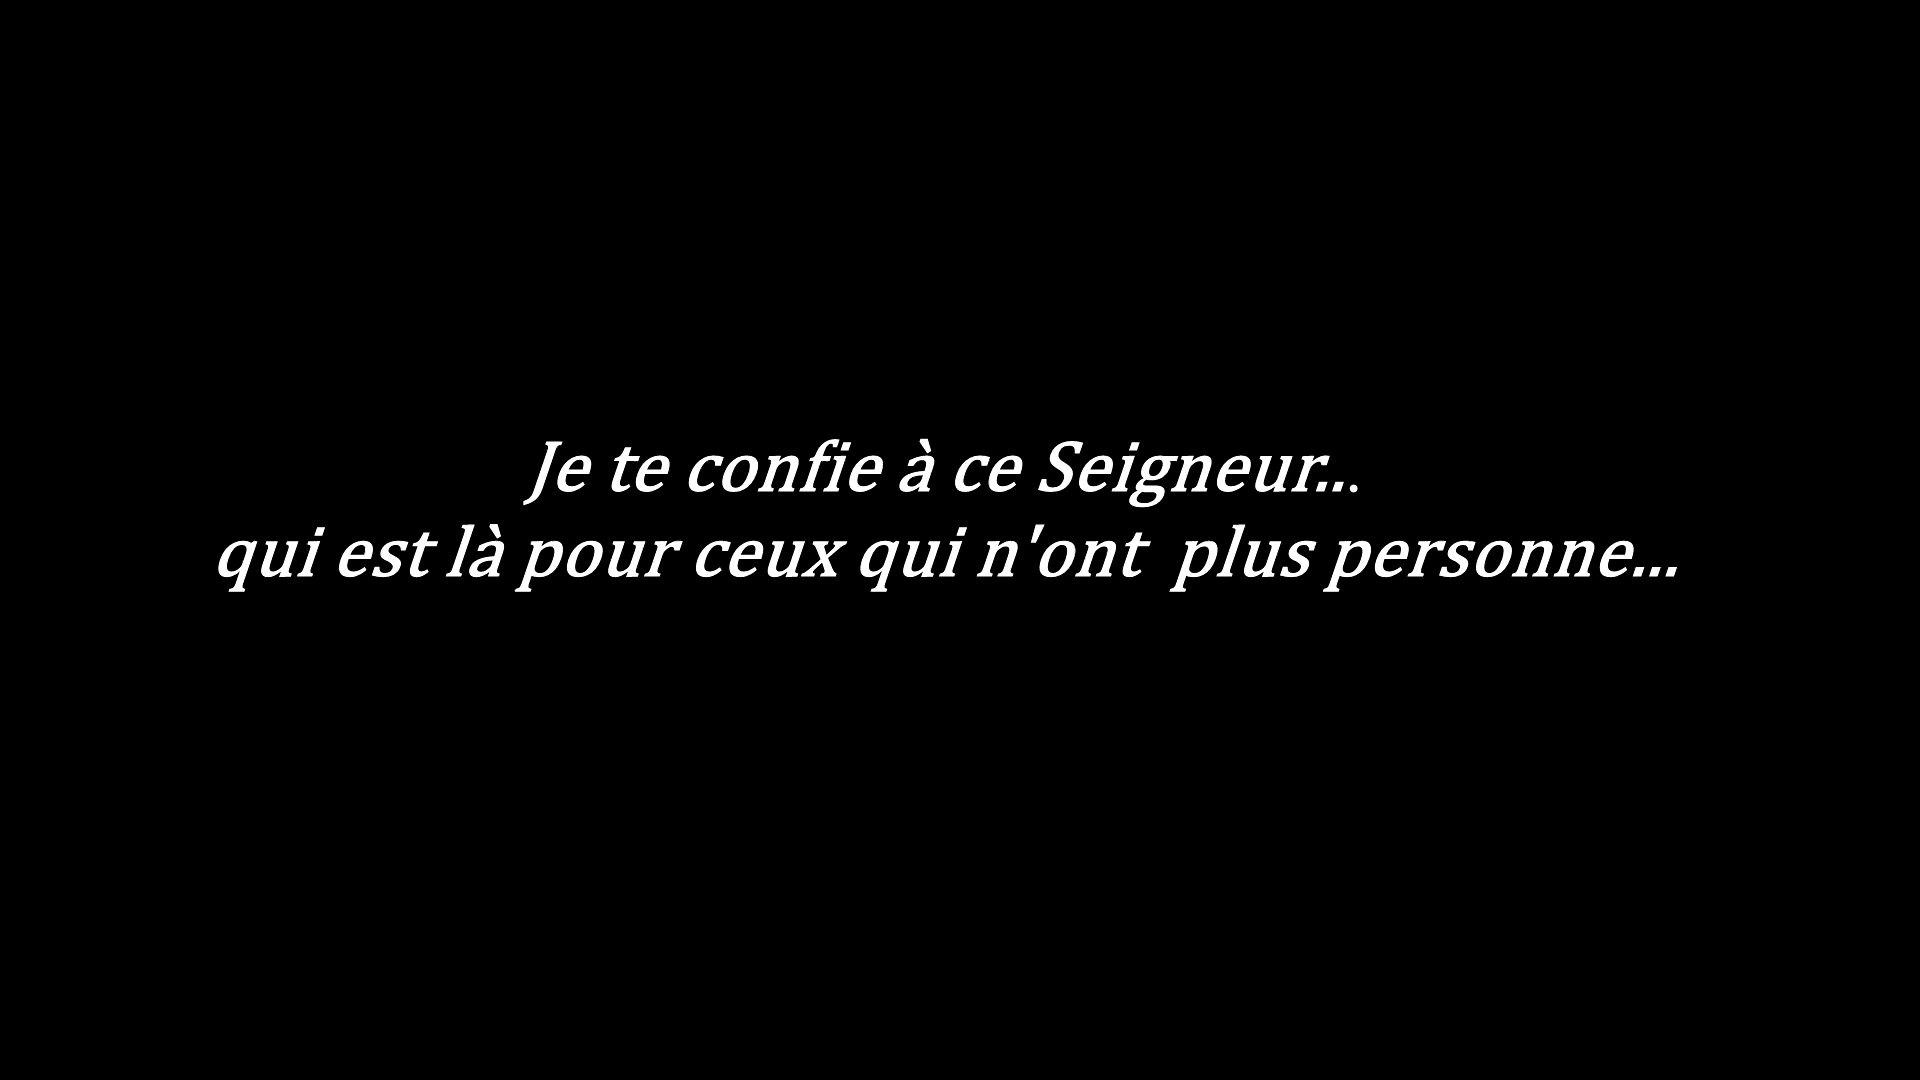 Je te confie à ce Seigneur...
qui est là pour ceux qui n'ont  plus personne...